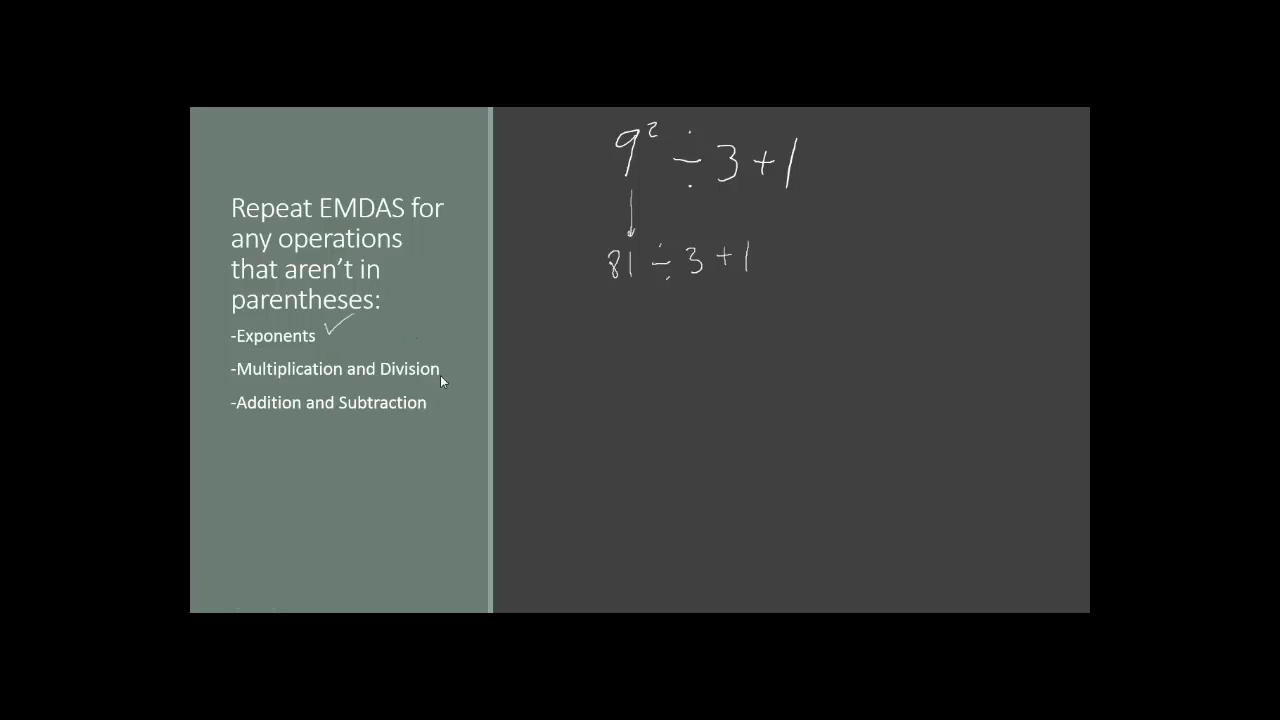 Repeat EMDAS for
any operations
that aren't in
parentheses:
-Exponents ✓
-Multiplication and Division
-Addition and Subtraction
9² ÷ 3 + 1
81 ÷ 3 + 1